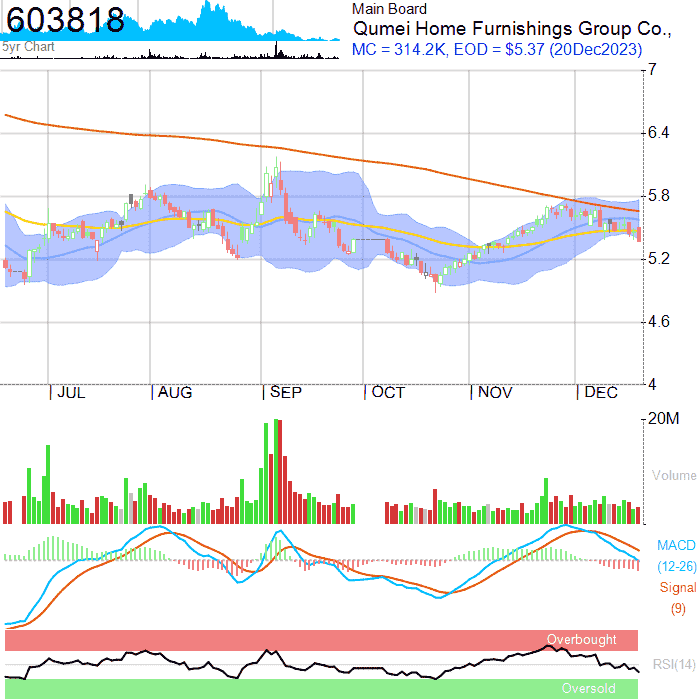 603818
5yr Chart
Main Board
Qumei Home Furnishings Group Co.,
MC = 314.2K, EOD = $5.37 (20Dec2023)
7
6.4
5.8
5.2
4.6
4
JUL AUG SEP OCT NOV DEC
20M
Volume
MACD
(12-26)
Signal
(9)
Overbought
RSI(14)
Oversold